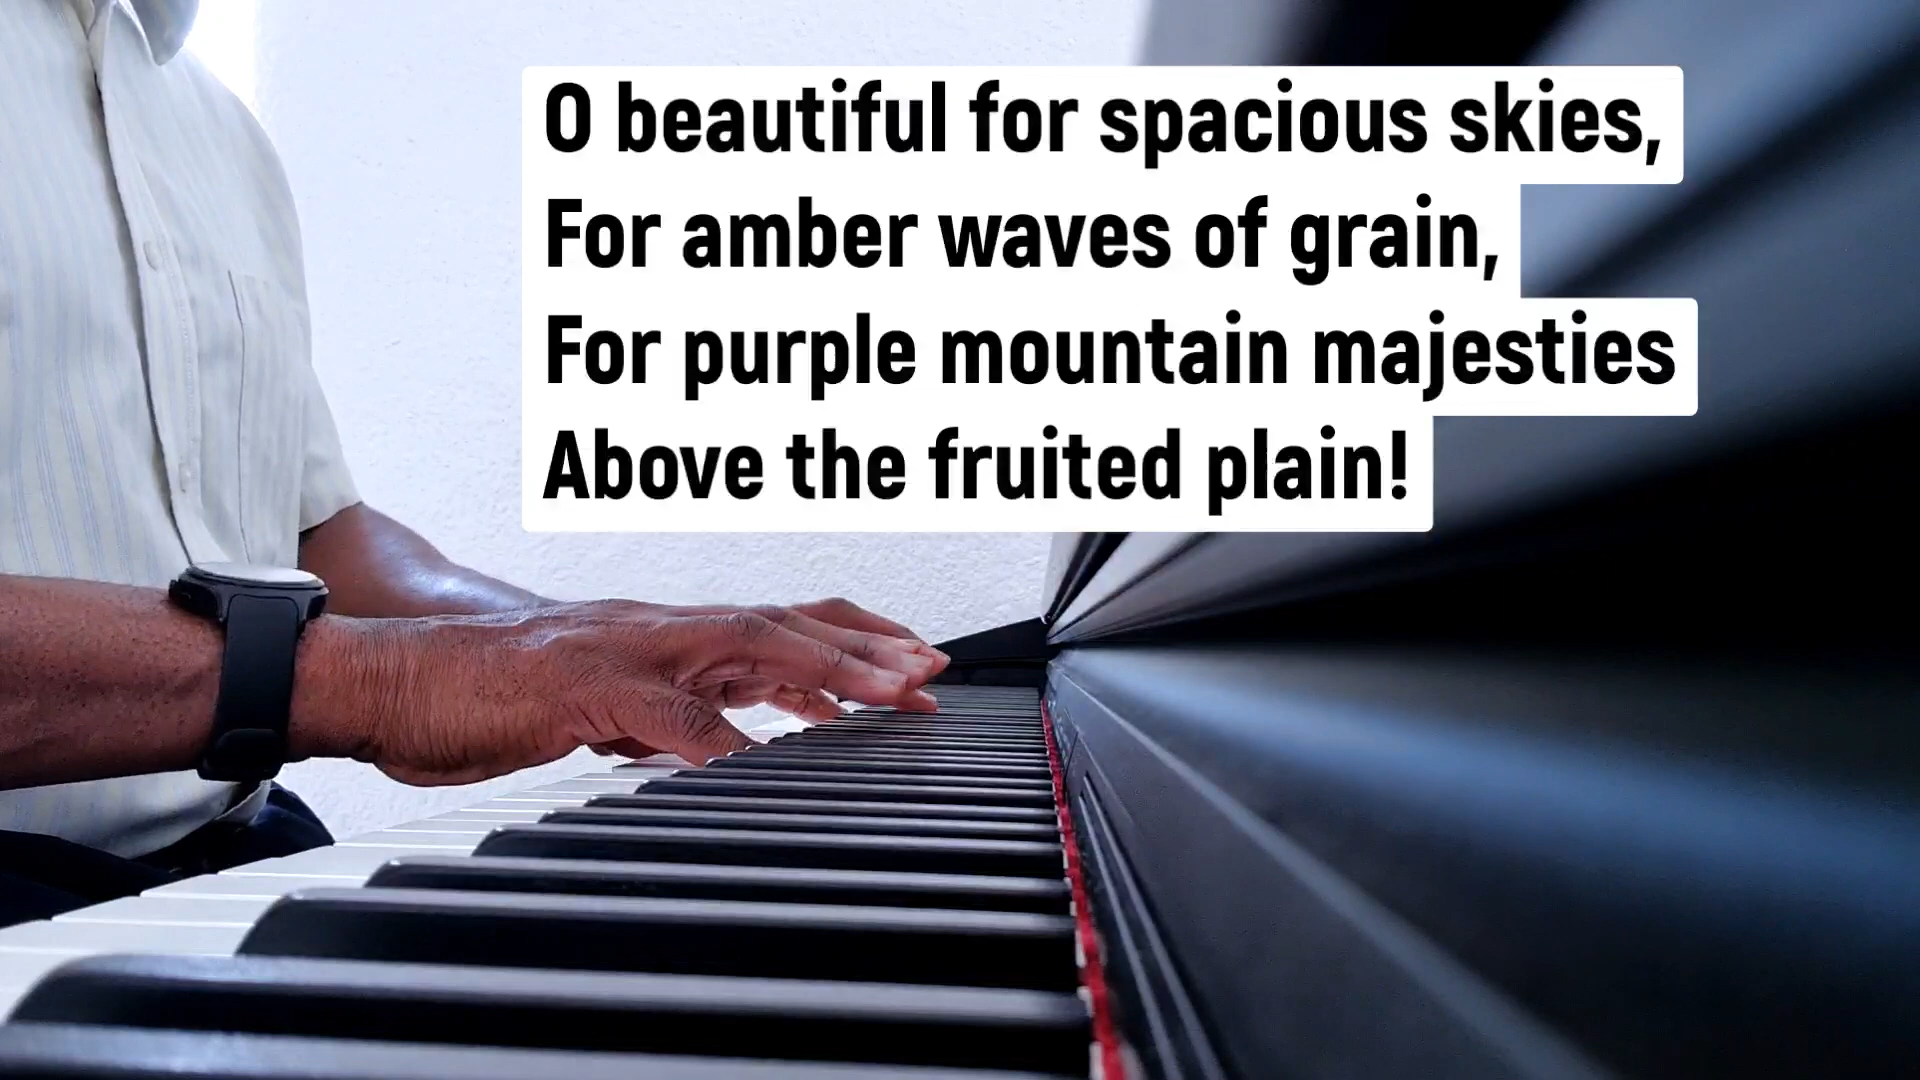 O beautiful for spacious skies,
For amber waves of grain,
For purple mountain majesties
Above the fruited plain!